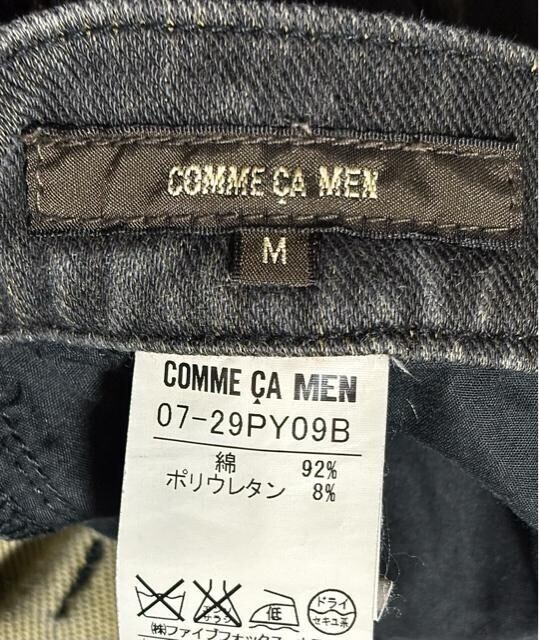 COMME ÇA MEN
M
COMME ÇA MEN
07-29PY09B
綿 92%
ポリウレタン 8%
低
ドライ
セキユ系
㈱ファイブフォックス